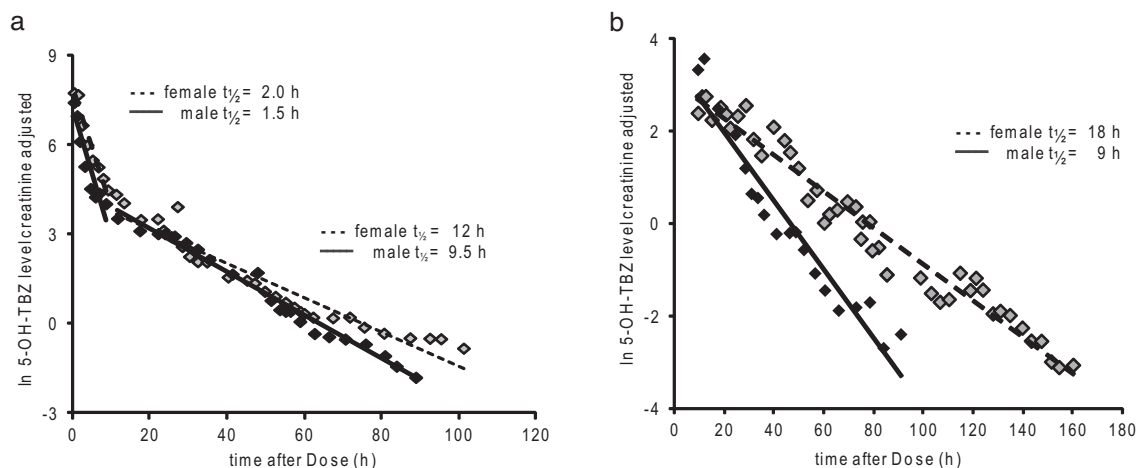 a
ln 5-OH-TBZ level creatinine adjusted
9
6
3
0
-3
female t½ = 2.0 h
male t½ = 1.5 h
female t½ = 12 h
male t½ = 9.5 h
0 20 40 60 80 100 120
time after Dose (h)
b
ln 5-OH-TBZ level creatinine adjusted
4
2
0
-2
-4
female t½ = 18 h
male t½ = 9 h
0 20 40 60 80 100 120 140 160 180
time after Dose (h)